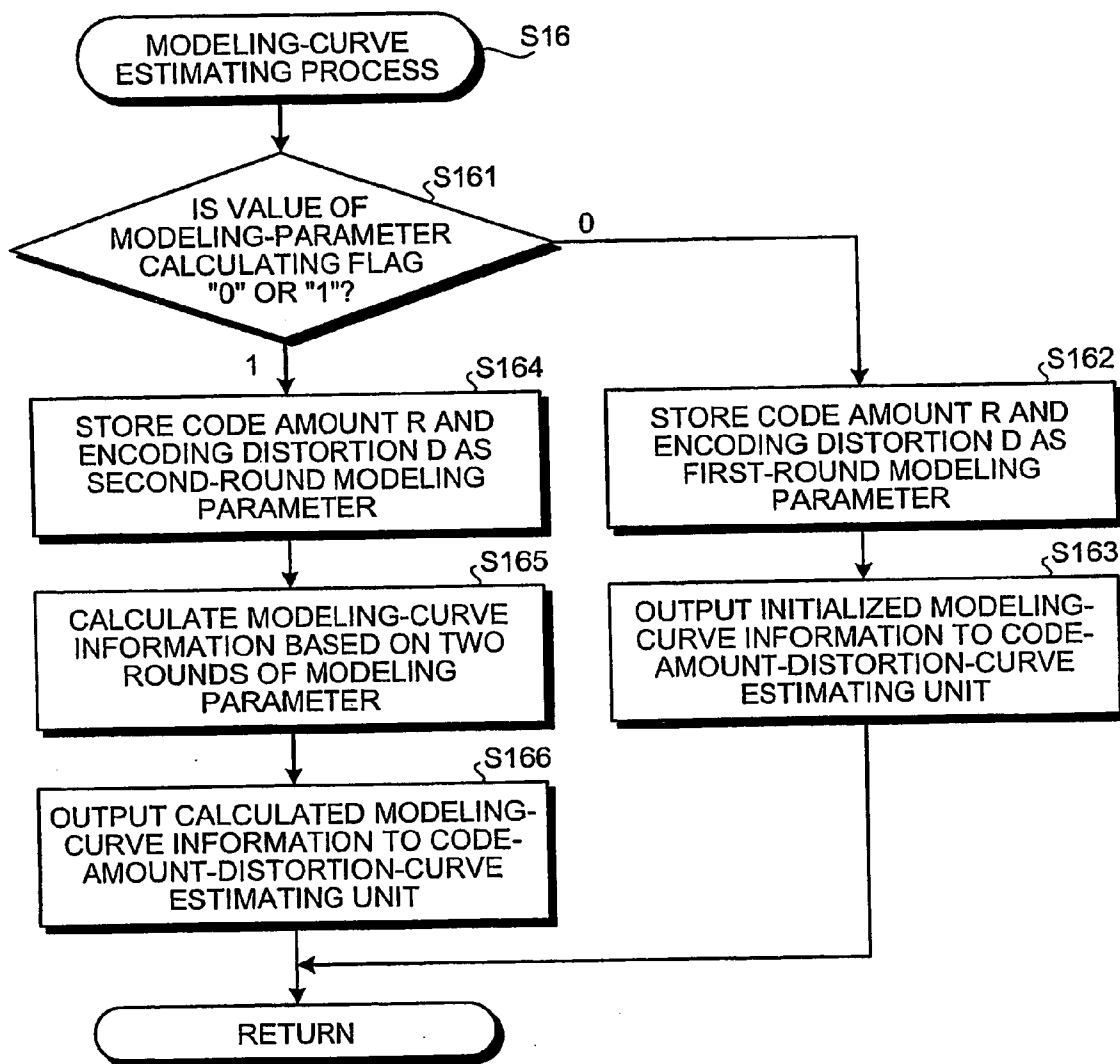 MODELING-CURVE
ESTIMATING PROCESS
S16
S161
IS VALUE OF
MODELING-PARAMETER
CALCULATING FLAG
"0" OR "1"?
0
1
S164
STORE CODE AMOUNT R AND
ENCODING DISTORTION D AS
SECOND-ROUND MODELING
PARAMETER
S162
STORE CODE AMOUNT R AND
ENCODING DISTORTION D AS
FIRST-ROUND MODELING
PARAMETER
S165
CALCULATE MODELING-CURVE
INFORMATION BASED ON TWO
ROUNDS OF MODELING
PARAMETER
S163
OUTPUT INITIALIZED MODELING-
CURVE INFORMATION TO CODE-
AMOUNT-DISTORTION-CURVE
ESTIMATING UNIT
S166
OUTPUT CALCULATED MODELING-
CURVE INFORMATION TO CODE-
AMOUNT-DISTORTION-CURVE
ESTIMATING UNIT
RETURN